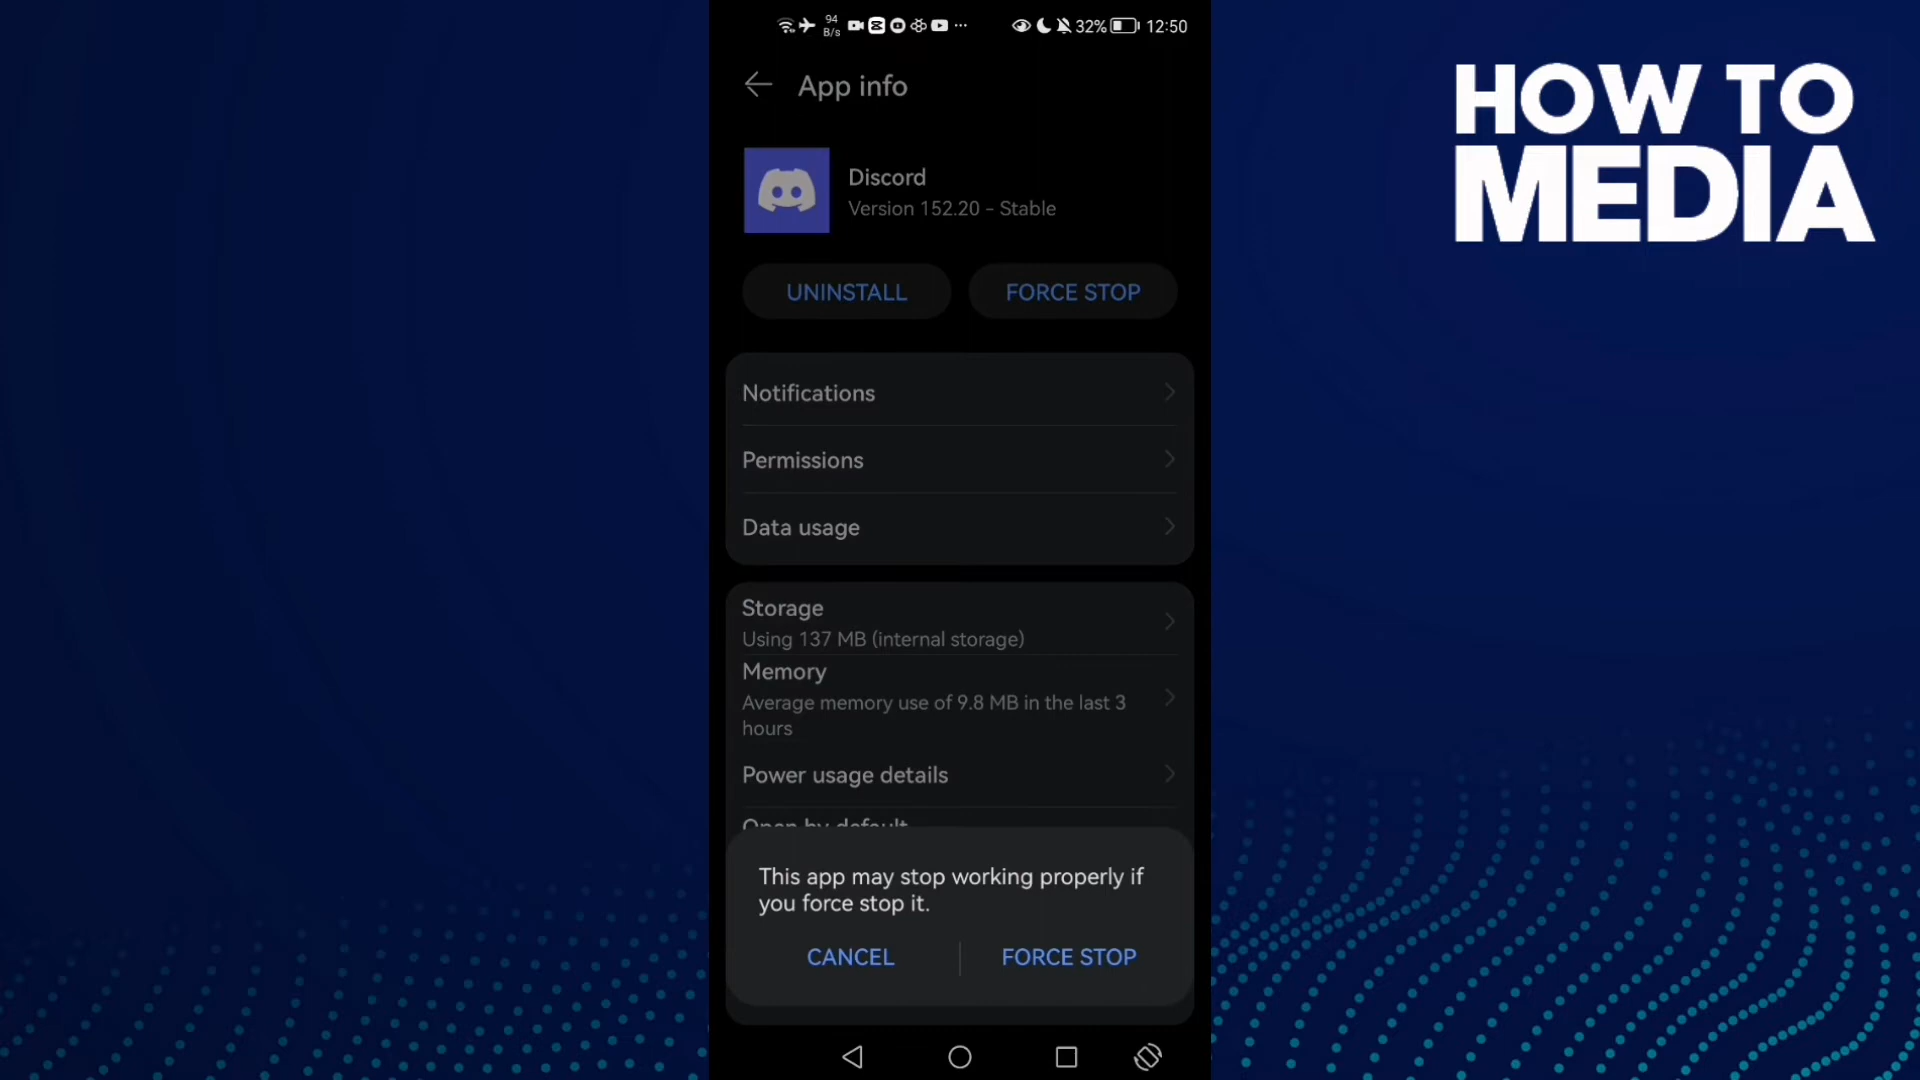 94
B/s
32%
12:50
App info
HOW TO
MEDIA
Discord
Version 152.20 - Stable
UNINSTALL
FORCE STOP
Notifications
Permissions
Data usage
Storage
Using 137 MB (internal storage)
Memory
Average memory use of 9.8 MB in the last 3
hours
Power usage details
Open by default
This app may stop working properly if
you force stop it.
CANCEL
FORCE STOP